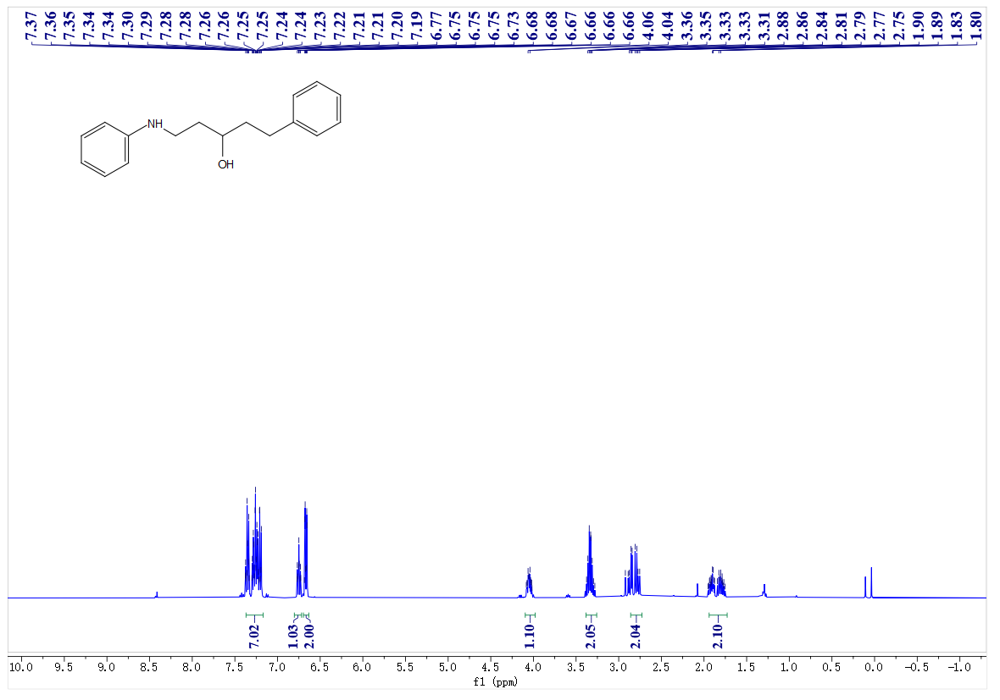 7.37 7.36 7.35 7.34 7.34 7.30 7.29 7.28 7.28 7.26 7.26 7.25 7.25 7.24 7.24 7.22 7.21 7.21 7.20 7.19 6.77 6.75 6.75 6.75 6.73 6.68 6.68 6.67 6.66 6.66 6.66 4.06 4.04 3.36 3.35 3.33 3.33 3.31 2.88 2.86 2.84 2.81 2.79 2.77 2.75 1.90 1.89 1.83 1.80
NH
OH
7.02 1.03 2.00 1.10 2.05 2.04 2.10
10.0 9.5 9.0 8.5 8.0 7.5 7.0 6.5 6.0 5.5 5.0 4.5 4.0 3.5 3.0 2.5 2.0 1.5 1.0 0.5 0.0 -0.5 -1.0
f1 (ppm)